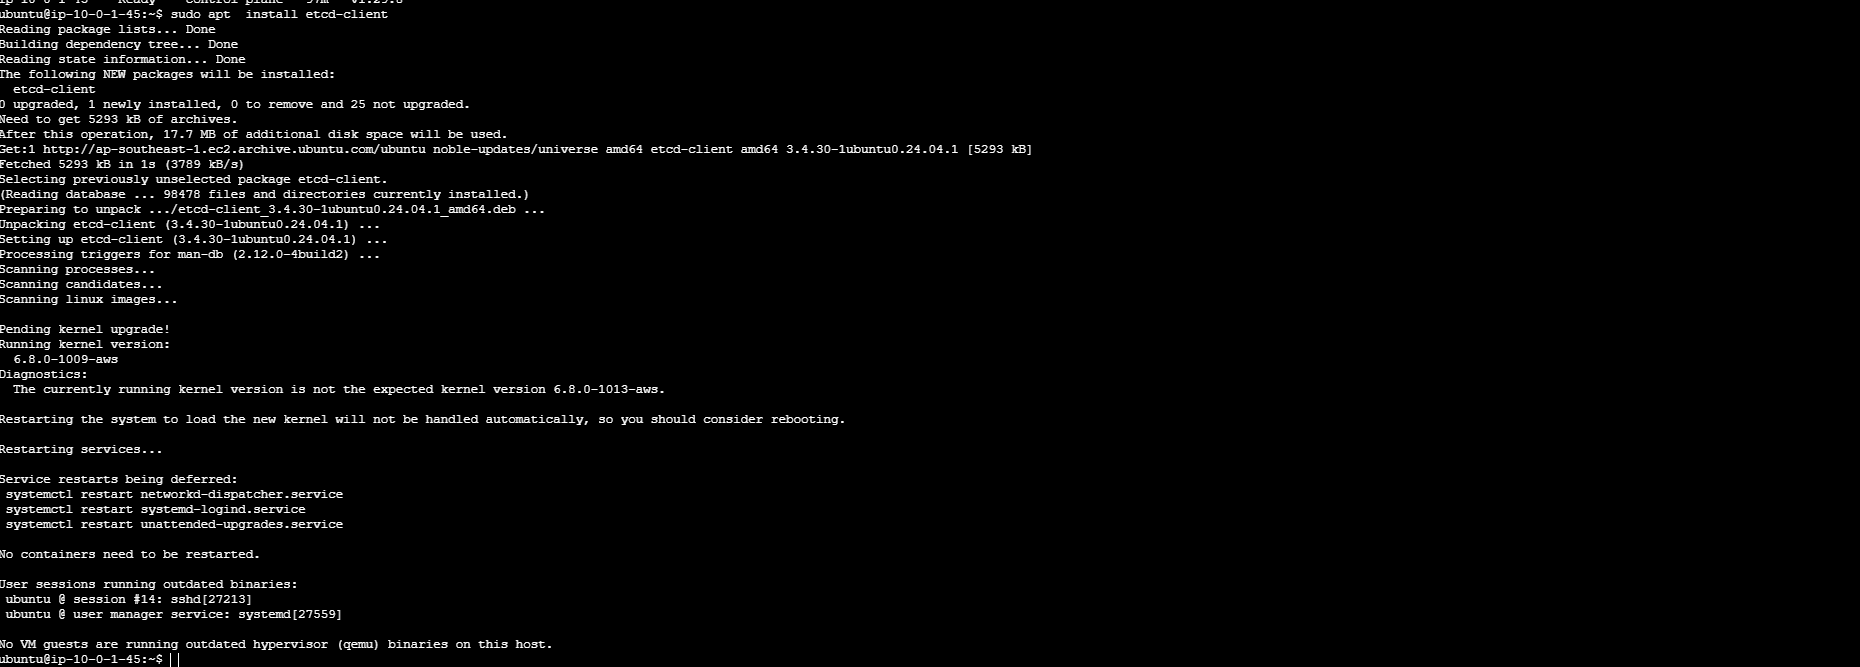 ubuntu@ip-10-0-1-45:~$ sudo apt  install etcd-client
Reading package lists... Done
Building dependency tree... Done
Reading state information... Done
The following NEW packages will be installed:
  etcd-client
0 upgraded, 1 newly installed, 0 to remove and 25 not upgraded.
Need to get 5293 kB of archives.
After this operation, 17.7 MB of additional disk space will be used.
Get:1 http://ap-southeast-1.ec2.archive.ubuntu.com/ubuntu noble-updates/universe amd64 etcd-client amd64 3.4.30-1ubuntu0.24.04.1 [5293 kB]
Fetched 5293 kB in 1s (3789 kB/s)
Selecting previously unselected package etcd-client.
(Reading database ... 98478 files and directories currently installed.)
Preparing to unpack .../etcd-client_3.4.30-1ubuntu0.24.04.1_amd64.deb ...
Unpacking etcd-client (3.4.30-1ubuntu0.24.04.1) ...
Setting up etcd-client (3.4.30-1ubuntu0.24.04.1) ...
Processing triggers for man-db (2.12.0-4build2) ...
Scanning processes...
Scanning candidates...
Scanning linux images...
Pending kernel upgrade!
Running kernel version:
  6.8.0-1009-aws
Diagnostics:
  The currently running kernel version is not the expected kernel version 6.8.0-1013-aws.
Restarting the system to load the new kernel will not be handled automatically, so you should consider rebooting.
Restarting services...
Service restarts being deferred:
 systemctl restart networkd-dispatcher.service
 systemctl restart systemd-logind.service
 systemctl restart unattended-upgrades.service
No containers need to be restarted.
User sessions running outdated binaries:
 ubuntu @ session #14: sshd[27213]
 ubuntu @ user manager service: systemd[27559]
No VM guests are running outdated hypervisor (qemu) binaries on this host.
ubuntu@ip-10-0-1-45:~$